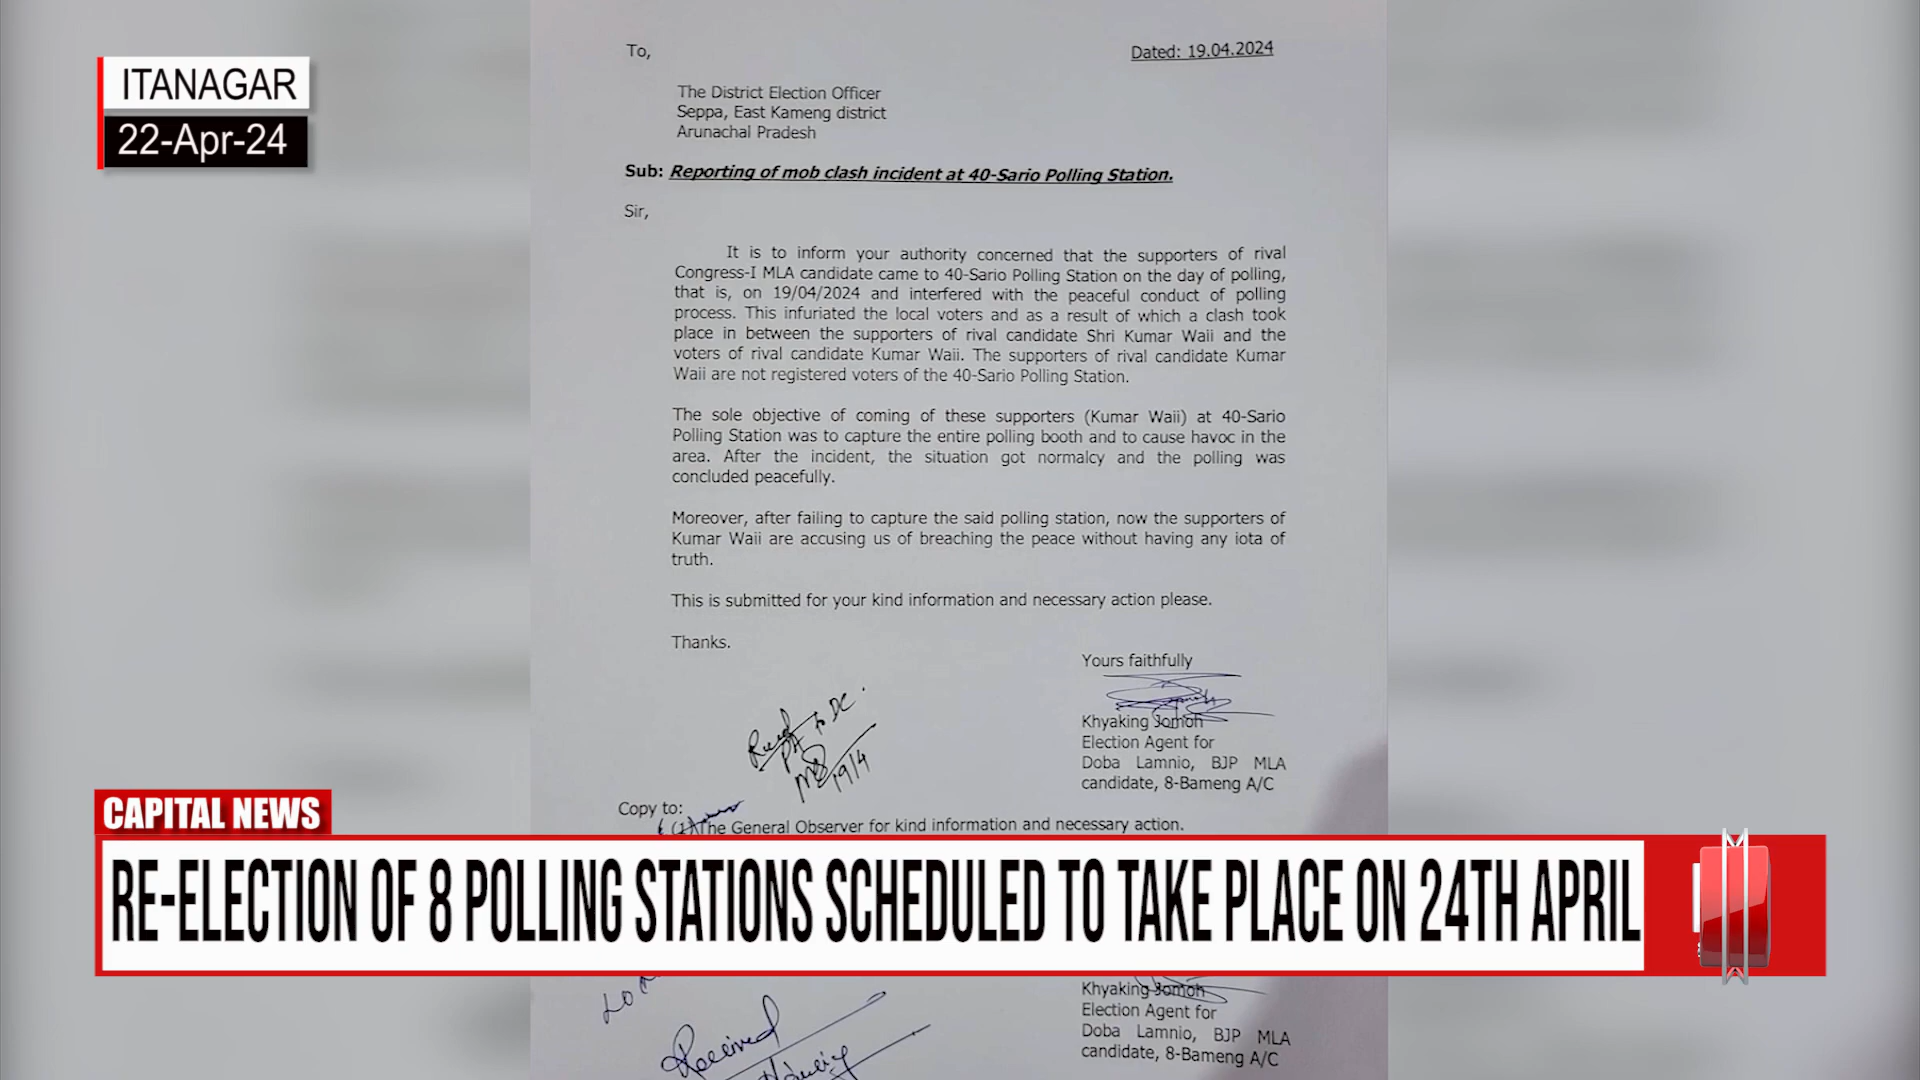 ITANAGAR
22-Apr-24
To,
Dated: 19.04.2024
The District Election Officer
Seppa, East Kameng district
Arunachal Pradesh
Sub: Reporting of mob clash incident at 40-Sario Polling Station.
Sir,
It is to inform your authority concerned that the supporters of rival
Congress-I MLA candidate came to 40-Sario Polling Station on the day of polling,
that is, on 19/04/2024 and interfered with the peaceful conduct of polling
process. This infuriated the local voters and as a result of which a clash took
place in between the supporters of rival candidate Shri Kumar Waii and the
voters of rival candidate Kumar Waii. The supporters of rival candidate Kumar
Waii are not registered voters of the 40-Sario Polling Station.
The sole objective of coming of these supporters (Kumar Waii) at 40-Sario
Polling Station was to capture the entire polling booth and to cause havoc in the
area. After the incident, the situation got normalcy and the polling was
concluded peacefully.
Moreover, after failing to capture the said polling station, now the supporters of
Kumar Waii are accusing us of breaching the peace without having any iota of
truth.
This is submitted for your kind information and necessary action please.
Thanks.
Yours faithfully
Khyaking Jomoh
Election Agent for
Doba Lamnio, BJP MLA
candidate, 8-Bameng A/C
to DC
19/4
Copy to:
(1) The General Observer for kind information and necessary action.
CAPITAL NEWS
RE-ELECTION OF 8 POLLING STATIONS SCHEDULED TO TAKE PLACE ON 24TH APRIL
Khyaking Jomoh
Election Agent for
Doba Lamnio, BJP MLA
candidate, 8-Bameng A/C
Received